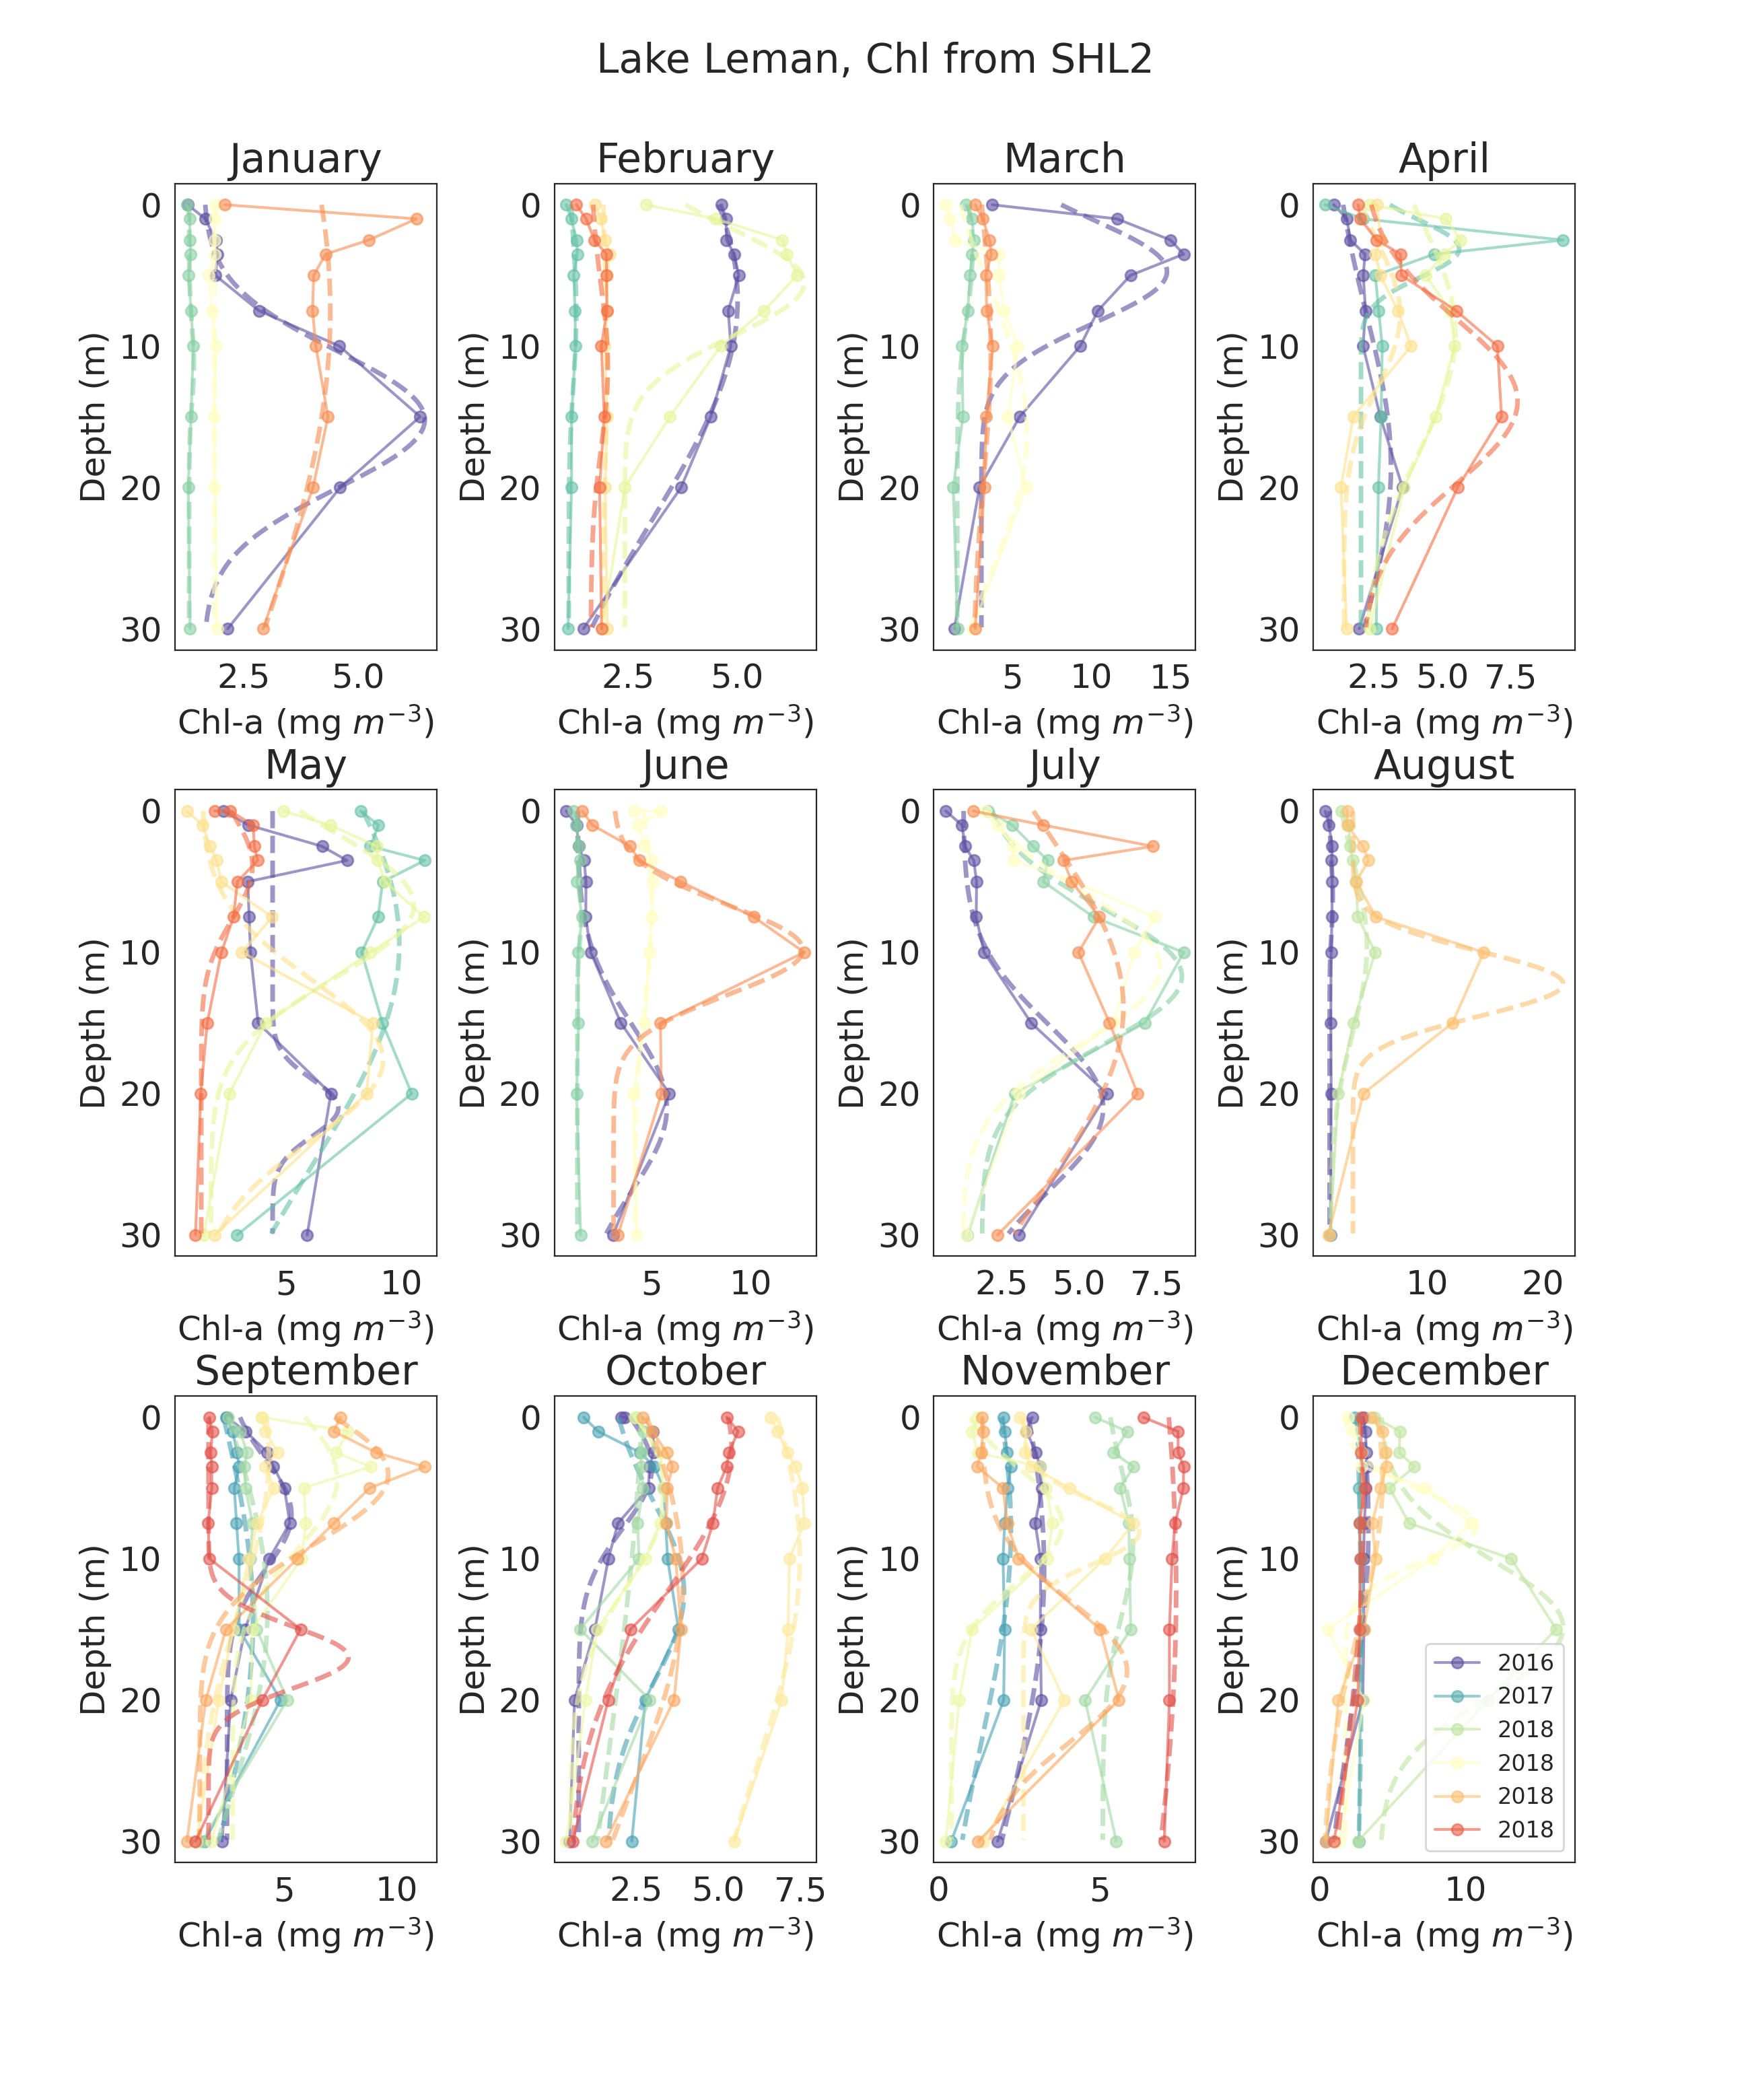 Lake Leman, Chl from SHL2
January
February
March
April
0
10
20
30
Depth (m)
2.5 5.0
Chl-a (mg m⁻³)
0
10
20
30
Depth (m)
2.5 5.0
Chl-a (mg m⁻³)
0
10
20
30
Depth (m)
5 10 15
Chl-a (mg m⁻³)
0
10
20
30
Depth (m)
2.5 5.0 7.5
Chl-a (mg m⁻³)
May
June
July
August
0
10
20
30
Depth (m)
5 10
Chl-a (mg m⁻³)
0
10
20
30
Depth (m)
5 10
Chl-a (mg m⁻³)
0
10
20
30
Depth (m)
2.5 5.0 7.5
Chl-a (mg m⁻³)
0
10
20
30
Depth (m)
10 20
Chl-a (mg m⁻³)
September
October
November
December
0
10
20
30
Depth (m)
5 10
Chl-a (mg m⁻³)
0
10
20
30
Depth (m)
2.5 5.0 7.5
Chl-a (mg m⁻³)
0
10
20
30
Depth (m)
0 5
Chl-a (mg m⁻³)
0
10
20
30
Depth (m)
0 10
Chl-a (mg m⁻³)
2016
2017
2018
2018
2018
2018